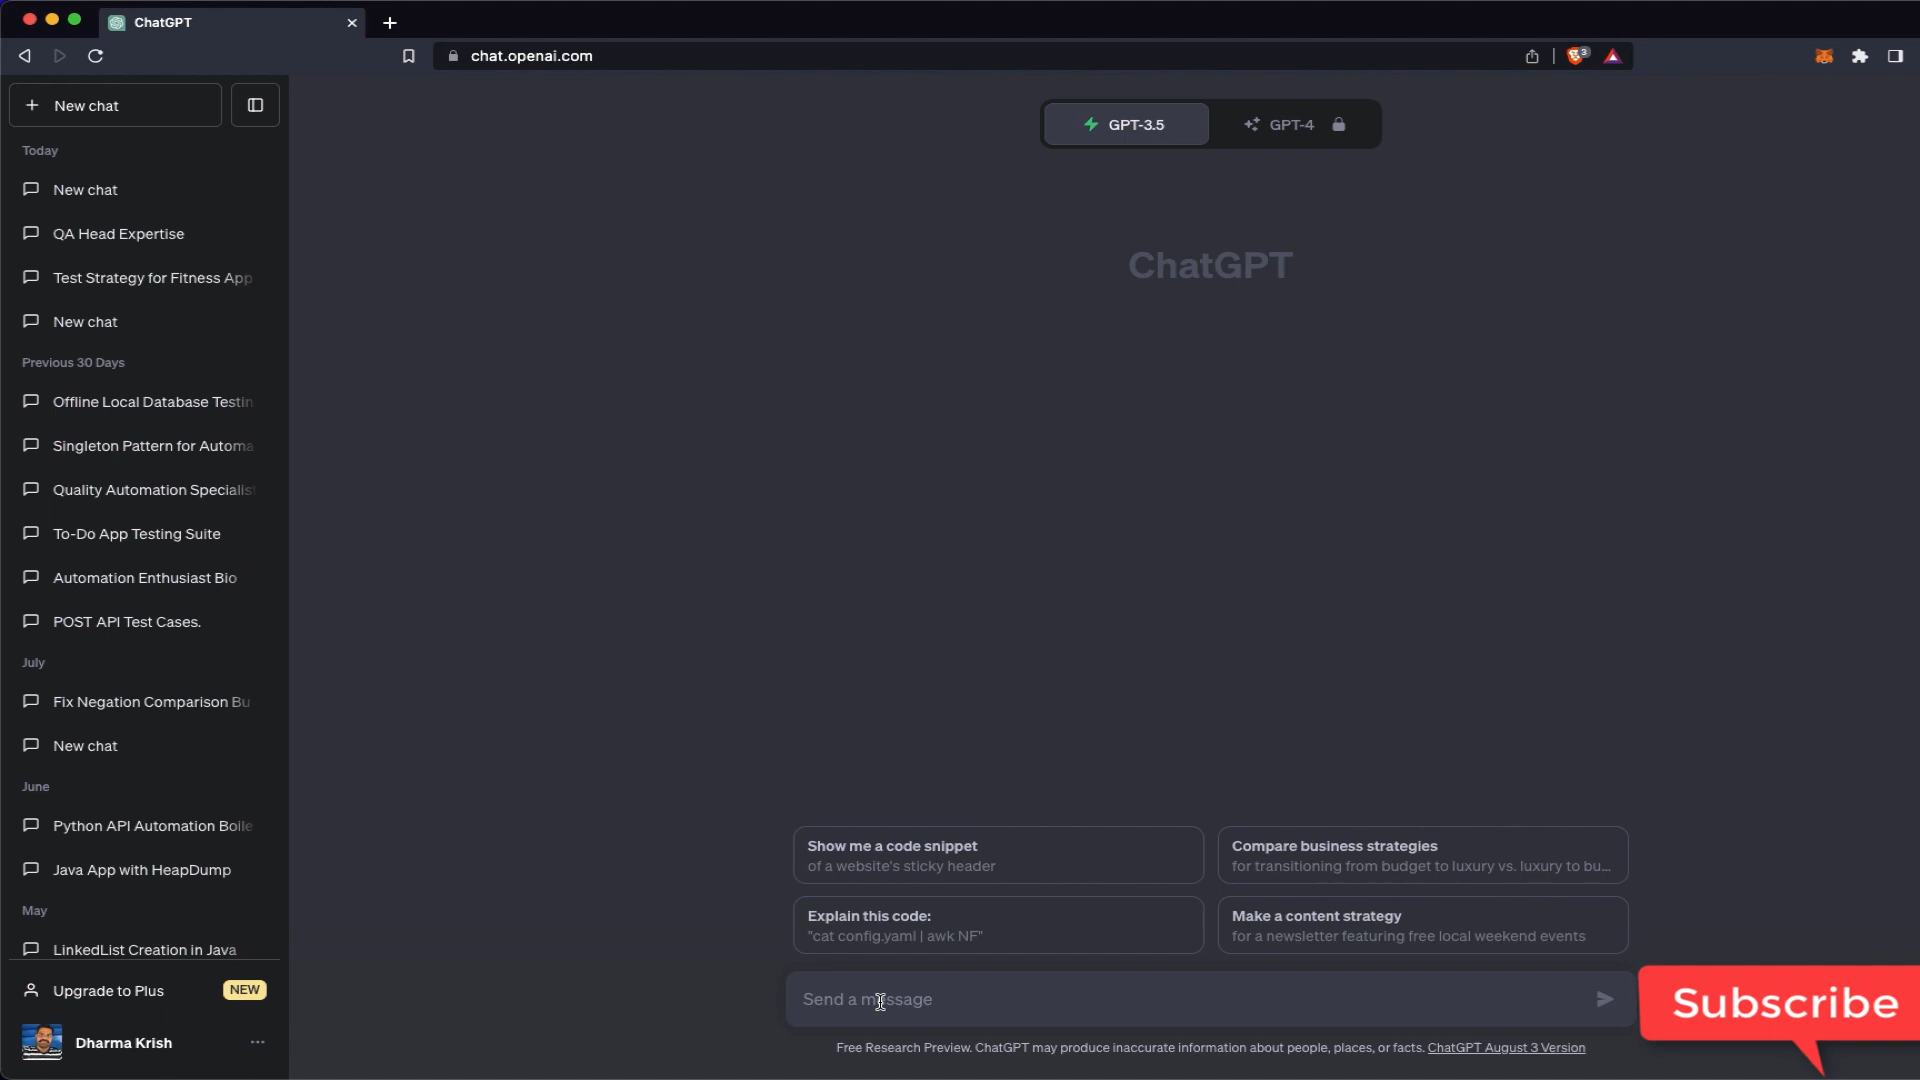 ChatGPT
chat.openai.com
3
New chat
Today
New chat
QA Head Expertise
Test Strategy for Fitness App
New chat
Previous 30 Days
Offline Local Database Testin
Singleton Pattern for Automa
Quality Automation Specialist
To-Do App Testing Suite
Automation Enthusiast Bio
POST API Test Cases.
July
Fix Negation Comparison Bu
New chat
June
Python API Automation Boile
Java App with HeapDump
May
LinkedList Creation in Java
Upgrade to Plus NEW
Dharma Krish
GPT-3.5 GPT-4
ChatGPT
Show me a code snippet
of a website's sticky header
Compare business strategies
for transitioning from budget to luxury vs. luxury to bu...
Explain this code:
"cat config.yaml | awk NF"
Make a content strategy
for a newsletter featuring free local weekend events
Send a message
Free Research Preview. ChatGPT may produce inaccurate information about people, places, or facts. ChatGPT August 3 Version
Subscribe